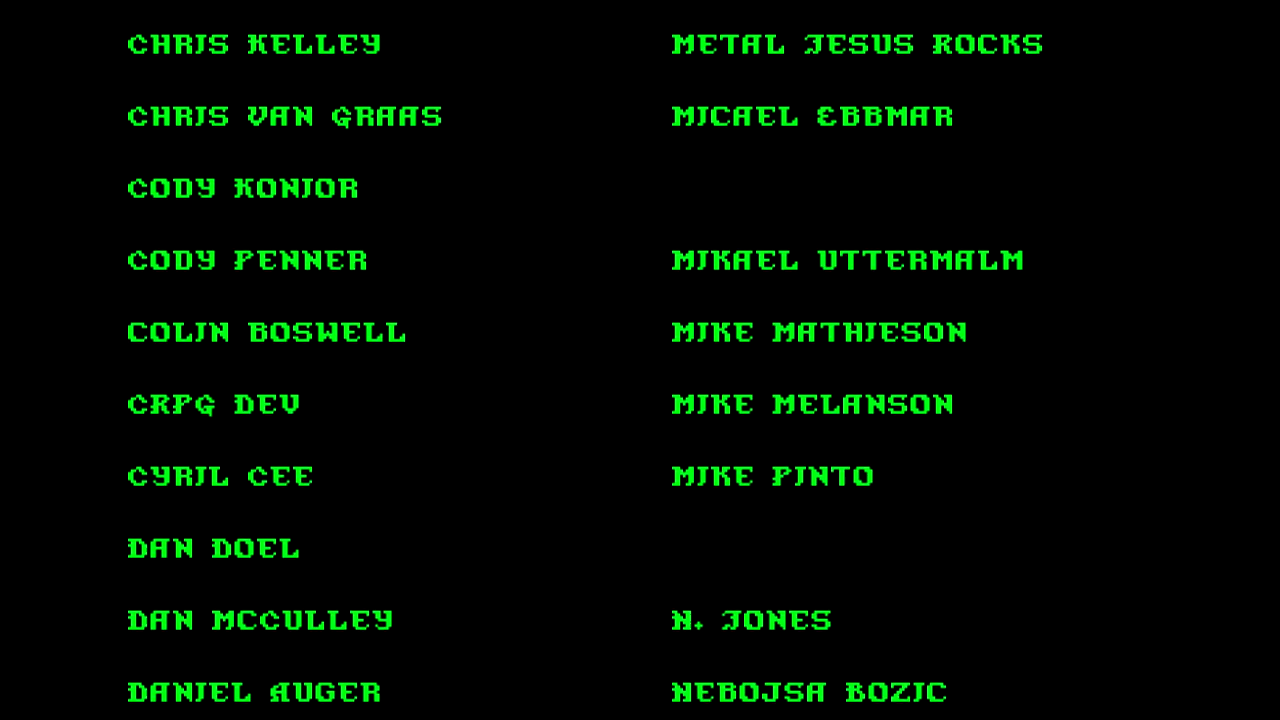 CHRIS KELLEY
CHRIS VAN GRAAS
CODY KONIOR
CODY PENNER
COLIN BOSWELL
CRPG DEV
CYRIL CEE
DAN DOEL
DAN MCCULLEY
DANIEL AUGER
METAL JESUS ROCKS
MICAEL EBBMAR
MIKAEL UTTERMALM
MIKE MATHIESON
MIKE MELANSON
MIKE PINTO
N. JONES
NEBOJSA BOZIC